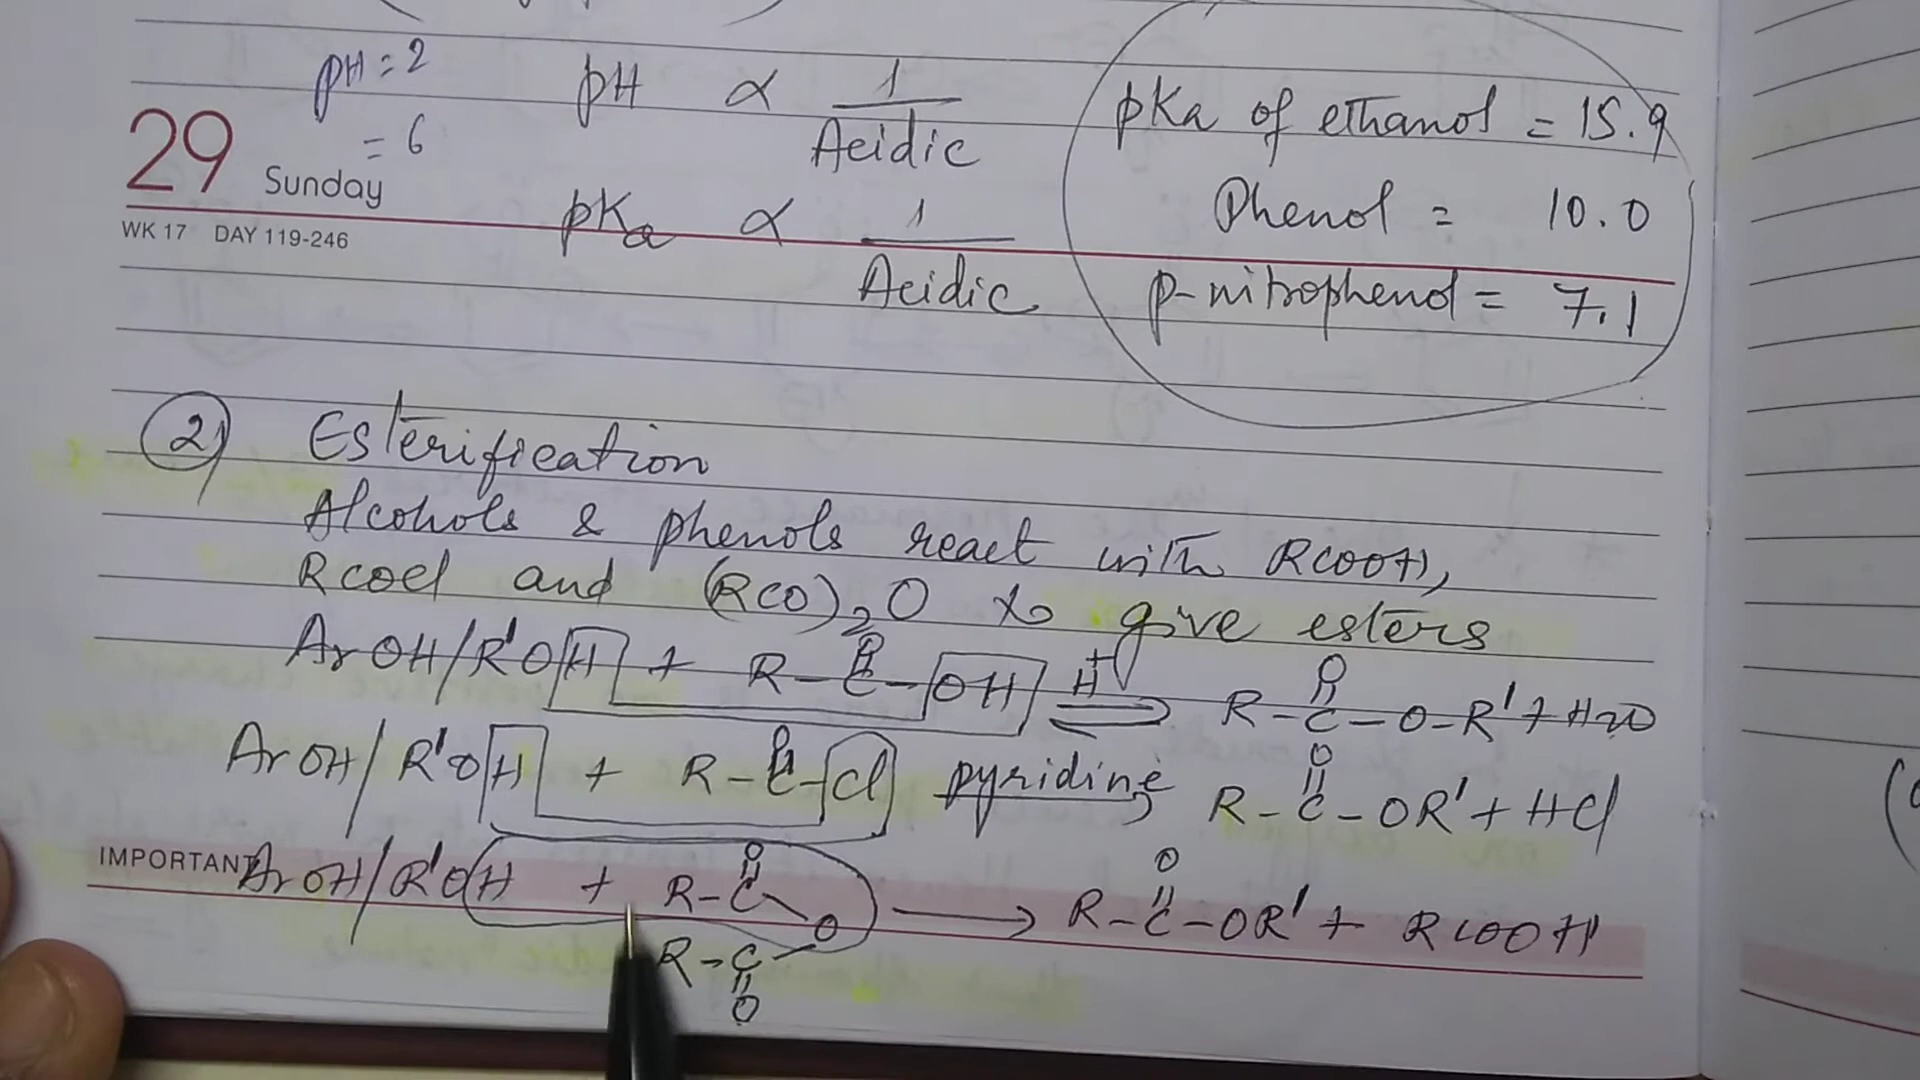 pH = 2
= 6
pH ∝ 1/Acidic
29 Sunday
WK 17 DAY 119-246
pKa ∝ 1/Acidic
pKa of ethanol = 15.9
Phenol = 10.0
p-nitrophenol = 7.1
2) Esterification
Alcohols & phenols react with RCOOH,
RCOCl and (RCO)₂O to give esters
ArOH/R'OH + R-C(=O)-OH ⇌ H⁺ R-C(=O)-O-R' + H₂O
ArOH/R'OH + R-C(=O)-Cl pyridine → R-C(=O)-OR' + HCl
IMPORTANT
ArOH/R'OH + R-C(=O)-O-C(=O)-R → R-C(=O)-OR' + RCOOH